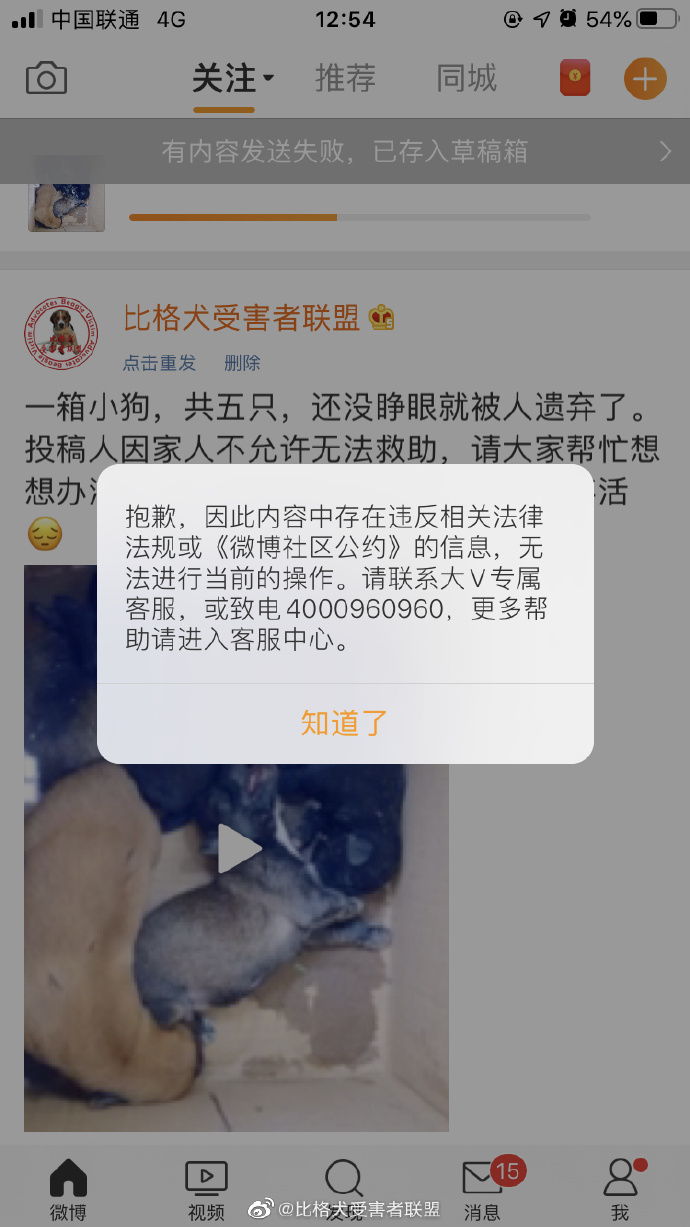 中国联通 4G 12:54 54%
关注 推荐 同城
有内容发送失败，已存入草稿箱
Beagle Victim Advocates Beagle Victim Advocates
比格犬受害者联盟
点击重发 删除
一箱小狗，共五只，还没睁眼就被人遗弃了。
投稿人因家人不允许无法救助，请大家帮忙想
想办
活
抱歉，因此内容中存在违反相关法律
法规或《微博社区公约》的信息，无
法进行当前的操作。请联系大V专属
客服，或致电4000960960，更多帮
助请进入客服中心。
知道了
15
微博 视频 发现 消息 我
@比格犬受害者联盟